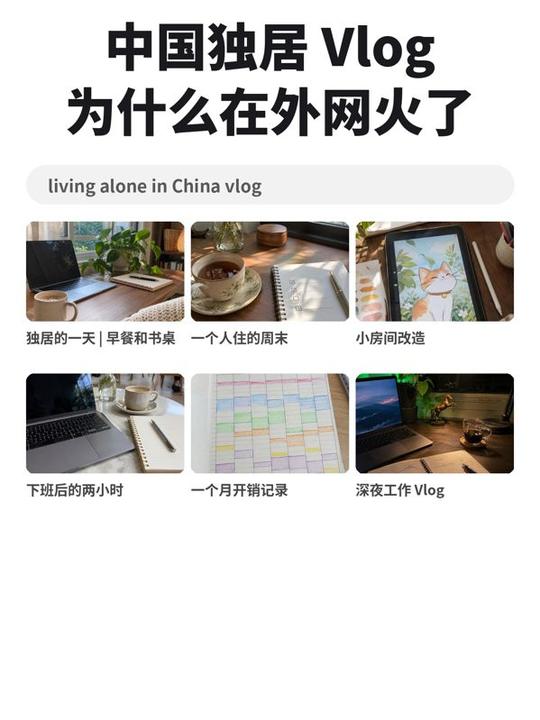 中国独居 Vlog
为什么在外网火了
living alone in China vlog
独居的一天 | 早餐和书桌
一个人住的周末
小房间改造
下班后的两小时
一个月开销记录
深夜工作 Vlog